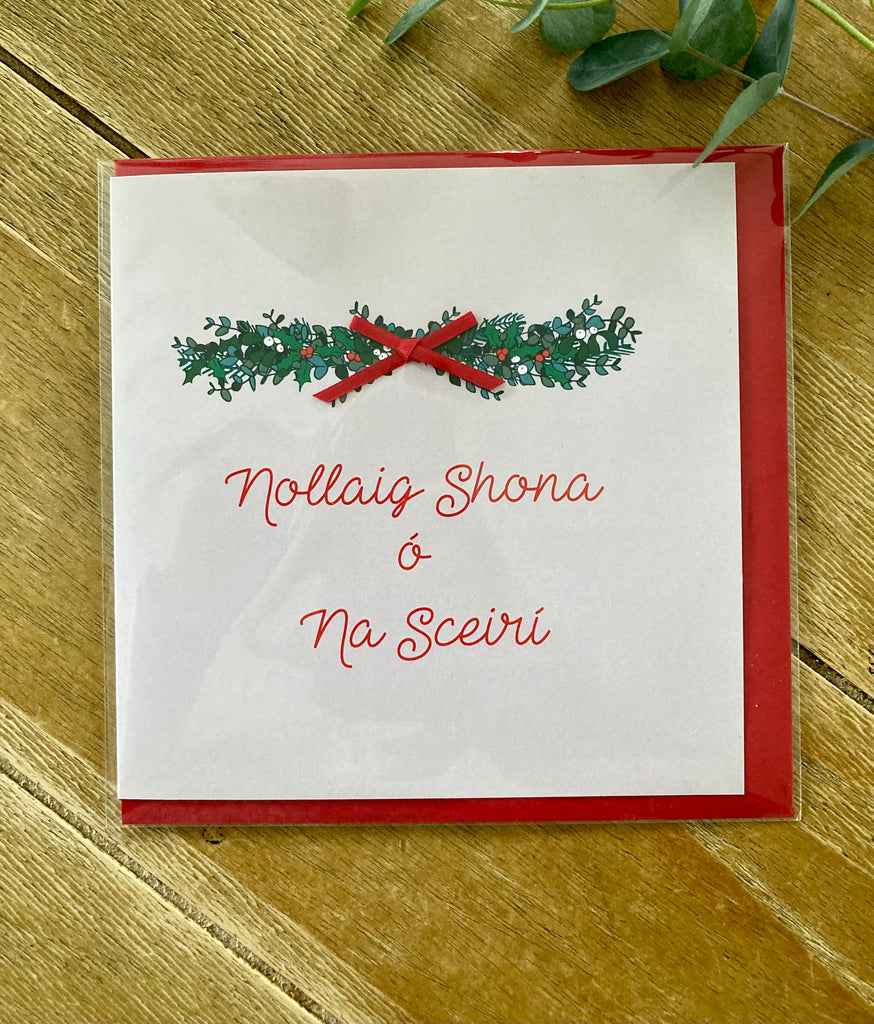 Nollaig Shona
ó
Na Sceirí